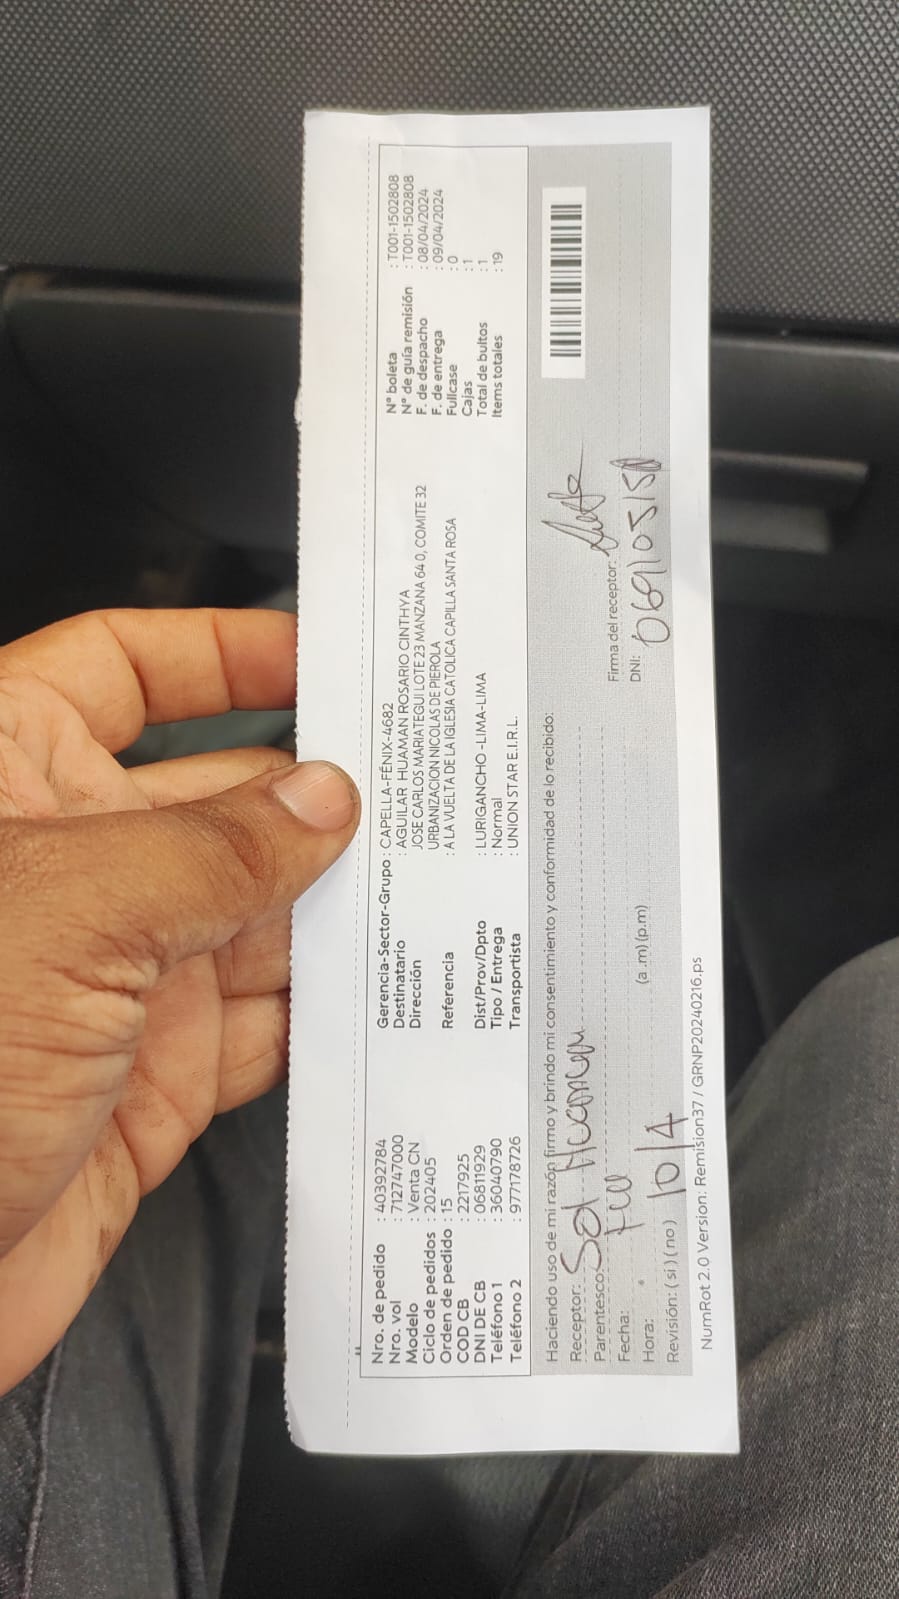 Nro. de pedido : 40392784
Nro. vol : 712747000
Modelo : Venta CN
Ciclo de pedidos : 202405
Orden de pedido : 15
COD CB : 2217925
DNI DE CB : 06811929
Teléfono 1 : 36040790
Teléfono 2 : 977178726
Gerencia-Sector-Grupo : CAPELLA-FÉNIX-4682
Destinatario : AGUILAR HUAMAN ROSARIO CINTHYA
Dirección JOSE CARLOS MARIATEGUI LOTE 23 MANZANA 64 0, COMITE 32
URBANIZACION NICOLAS DE PIEROLA
Referencia : A LA VUELTA DE LA IGLESIA CATOLICA CAPILLA SANTA ROSA
Dist/Prov/Dpto : LURIGANCHO -LIMA-LIMA
Tipo / Entrega : Normal
Transportista : UNION STAR E.I.R.L.
N° boleta : T001-1502808
N° de guía remisión : T001-1502808
F. de despacho : 08/04/2024
F. de entrega : 09/04/2024
Fullcase : 0
Cajas : 1
Total de bultos : 1
Items totales : 19
Haciendo uso de mi razón firmo y brindo mi consentimiento y conformidad de lo recibido:
Receptor: Sol Huaman
Parentesco:
Fecha:
Hora: (a .m) (p.m)
Revisión: ( si ) ( no ) 10/4
Firma del receptor:
DNI:
NumRot 2.0 Version: Remision37 / GRNP20240216.ps